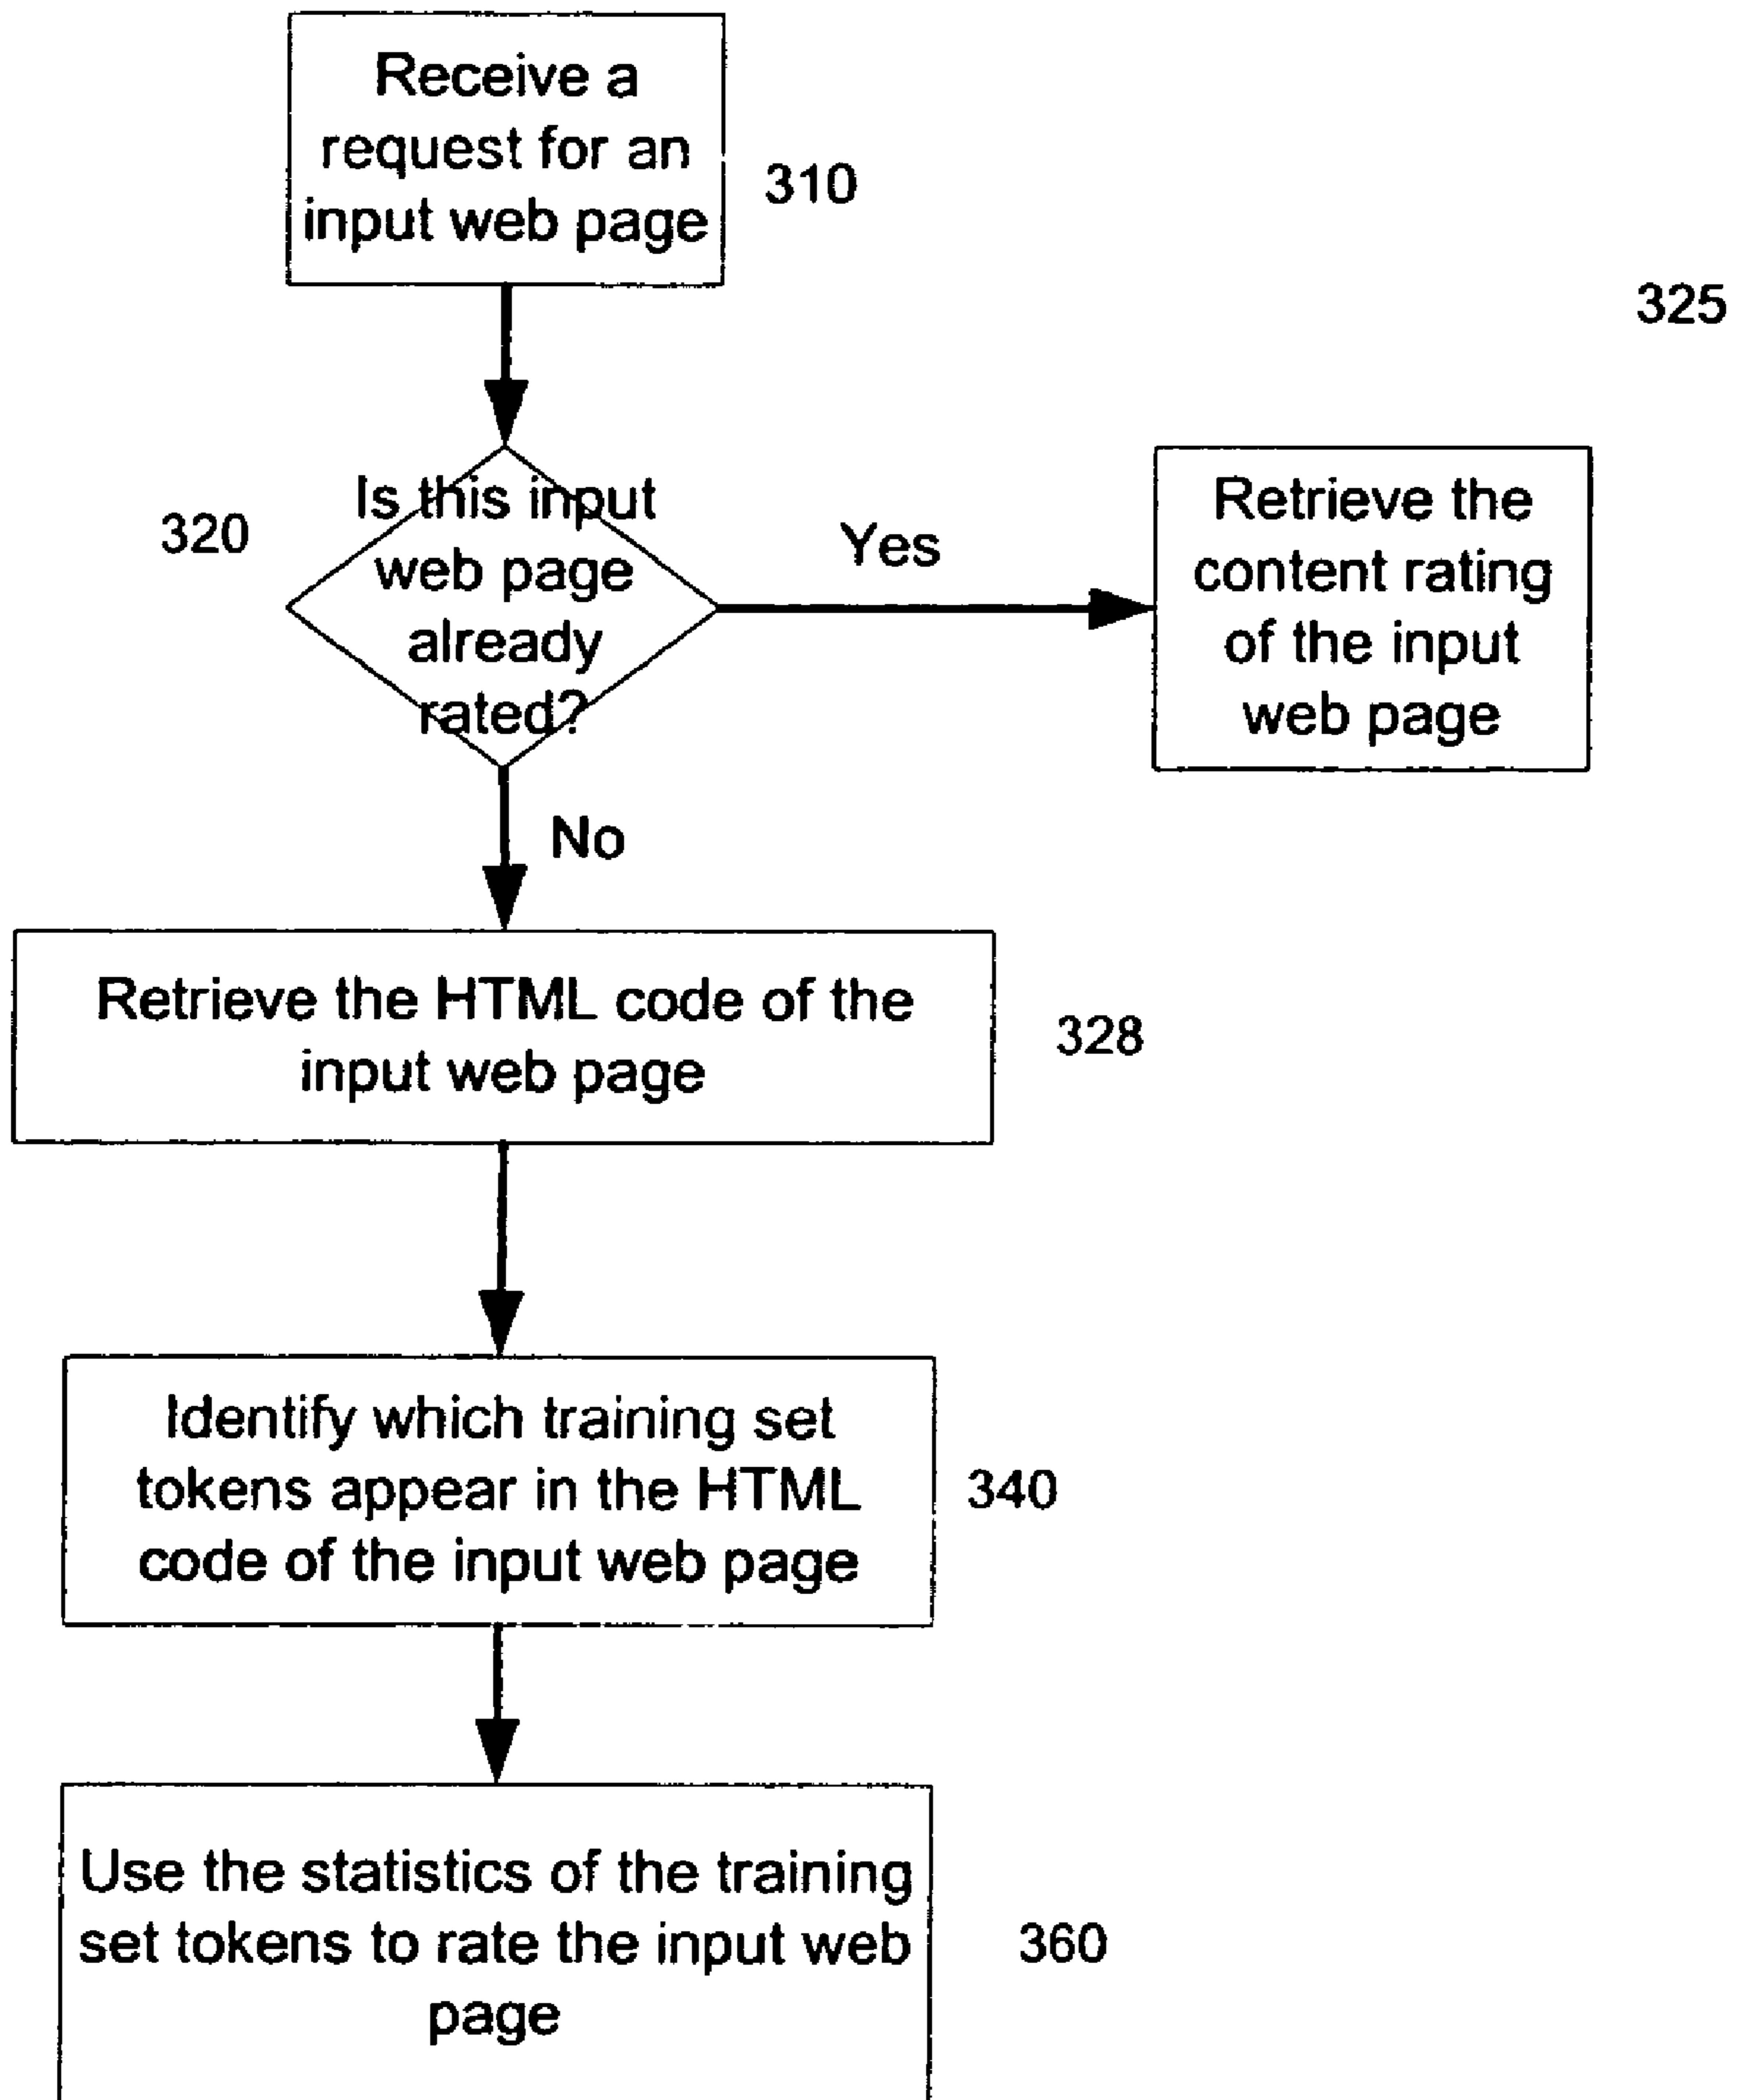 Receive a
request for an
input web page
310
325
Is this input
web page
already
rated?
320
Yes
Retrieve the
content rating
of the input
web page
No
Retrieve the HTML code of the
input web page
328
Identify which training set
tokens appear in the HTML
code of the input web page
340
Use the statistics of the training
set tokens to rate the input web
page
360